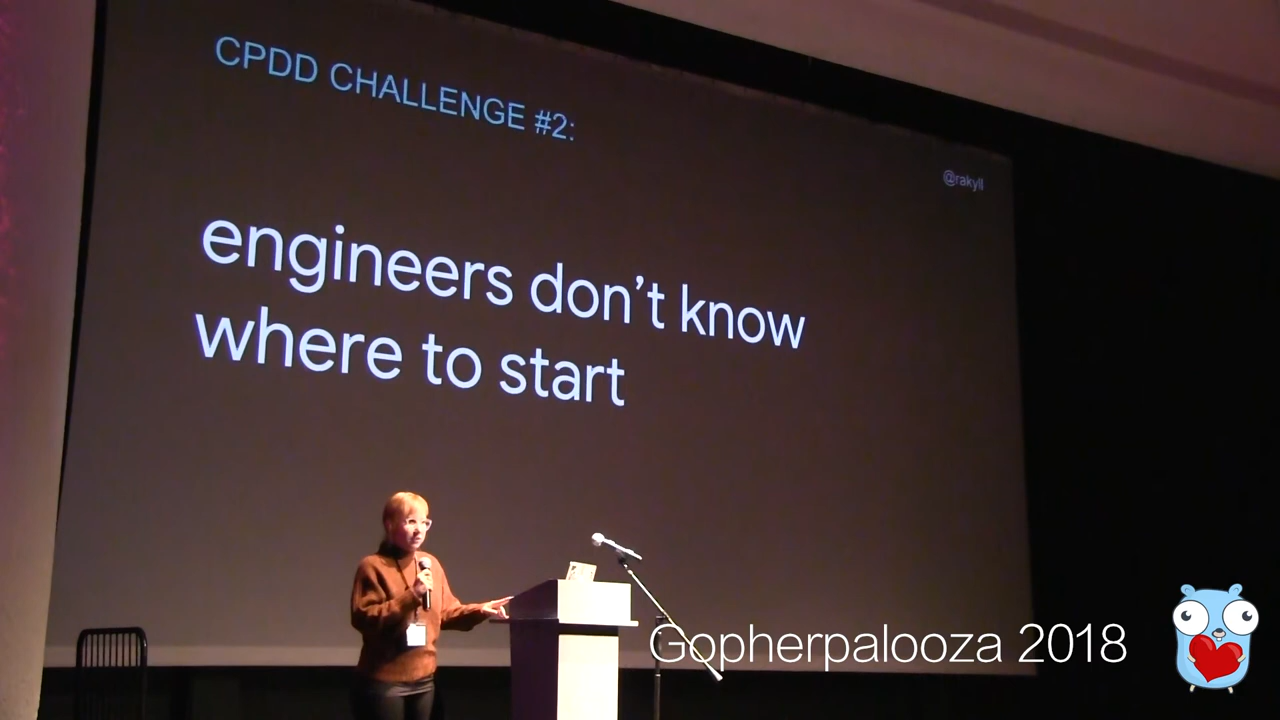 CPDD CHALLENGE #2:
@rakyll
engineers don't know
where to start
Gopherpalooza 2018